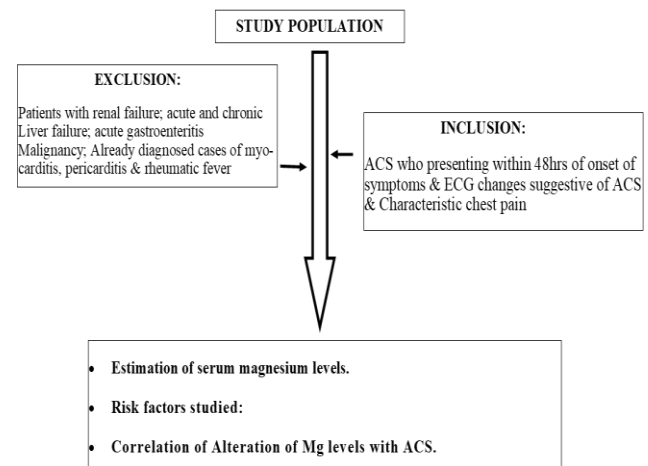 STUDY POPULATION
EXCLUSION:
Patients with renal failure; acute and chronic
Liver failure; acute gastroenteritis
Malignancy; Already diagnosed cases of myo-
carditis, pericarditis & rheumatic fever
INCLUSION:
ACS who presenting within 48hrs of onset of
symptoms & ECG changes suggestive of ACS
& Characteristic chest pain
• Estimation of serum magnesium levels.
• Risk factors studied:
• Correlation of Alteration of Mg levels with ACS.